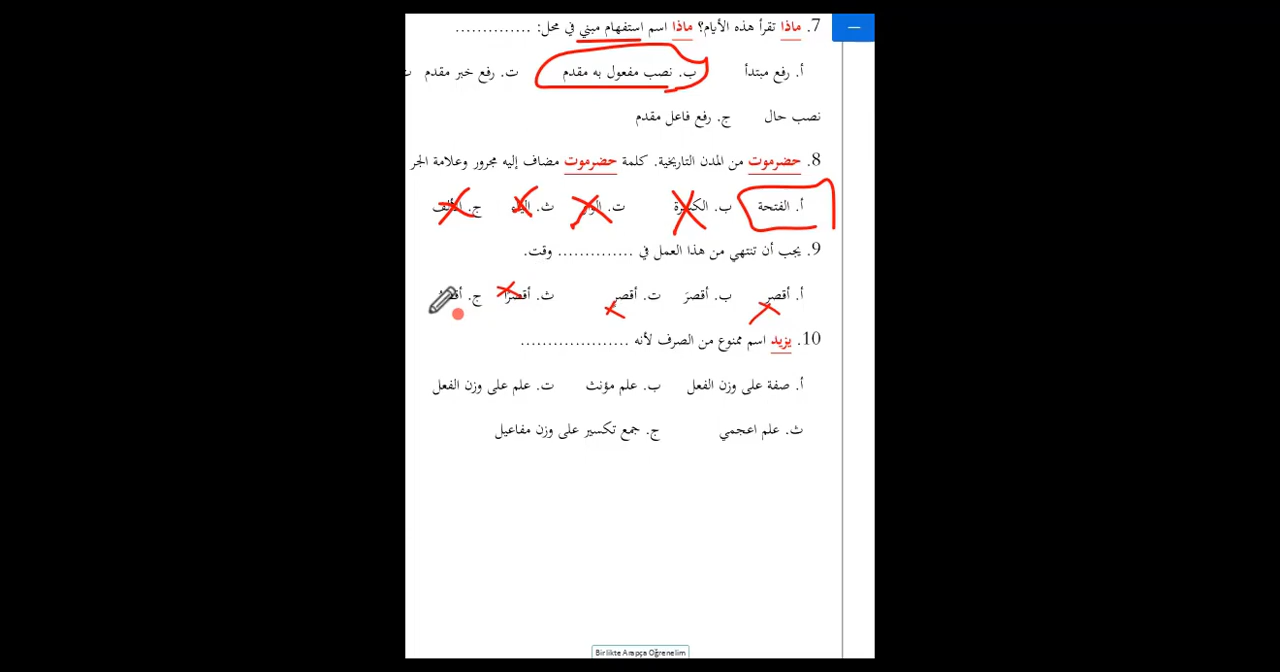 7. ماذا تقرأ هذه الأيام؟ ماذا اسم استفهام مبني في محل: ..............
أ. رفع مبتدأ ب. نصب مفعول به مقدم ت. رفع خبر مقدم
نصب حال ج. رفع فاعل مقدم
8. حضرموت من المدن التاريخية. كلمة حضرموت مضاف إليه مجرور وعلامة الجر
أ. الفتحة ب. الكسرة ت. الواو ث. الياء ج. الألف
9. يجب أن تنتهي من هذا العمل في .............. وقت.
أ. أقصر ب. أقصرَ ت. أقصر ث. أقصرا ج.
10. يزيد اسم ممنوع من الصرف لأنه ....................
أ. صفة على وزن الفعل ب. علم مؤنث ت. علم على وزن الفعل
ث. علم اعجمي ج. جمع تكسير على وزن مفاعيل
Birlikte Arapça Öğrenelim